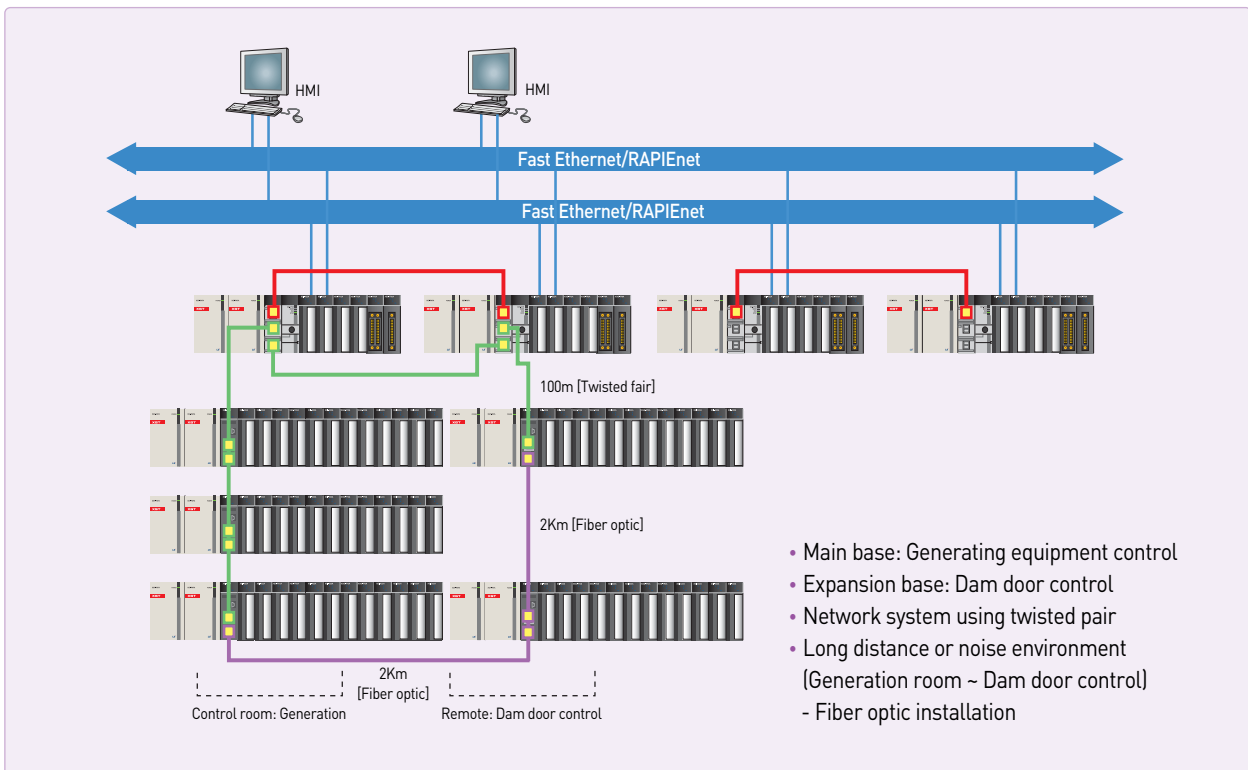 HMI
HMI
Fast Ethernet/RAPIEnet
Fast Ethernet/RAPIEnet
100m [Twisted fair]
2Km [Fiber optic]
• Main base: Generating equipment control
• Expansion base: Dam door control
• Network system using twisted pair
• Long distance or noise environment
(Generation room ~ Dam door control)
- Fiber optic installation
2Km
[Fiber optic]
Control room: Generation
Remote: Dam door control